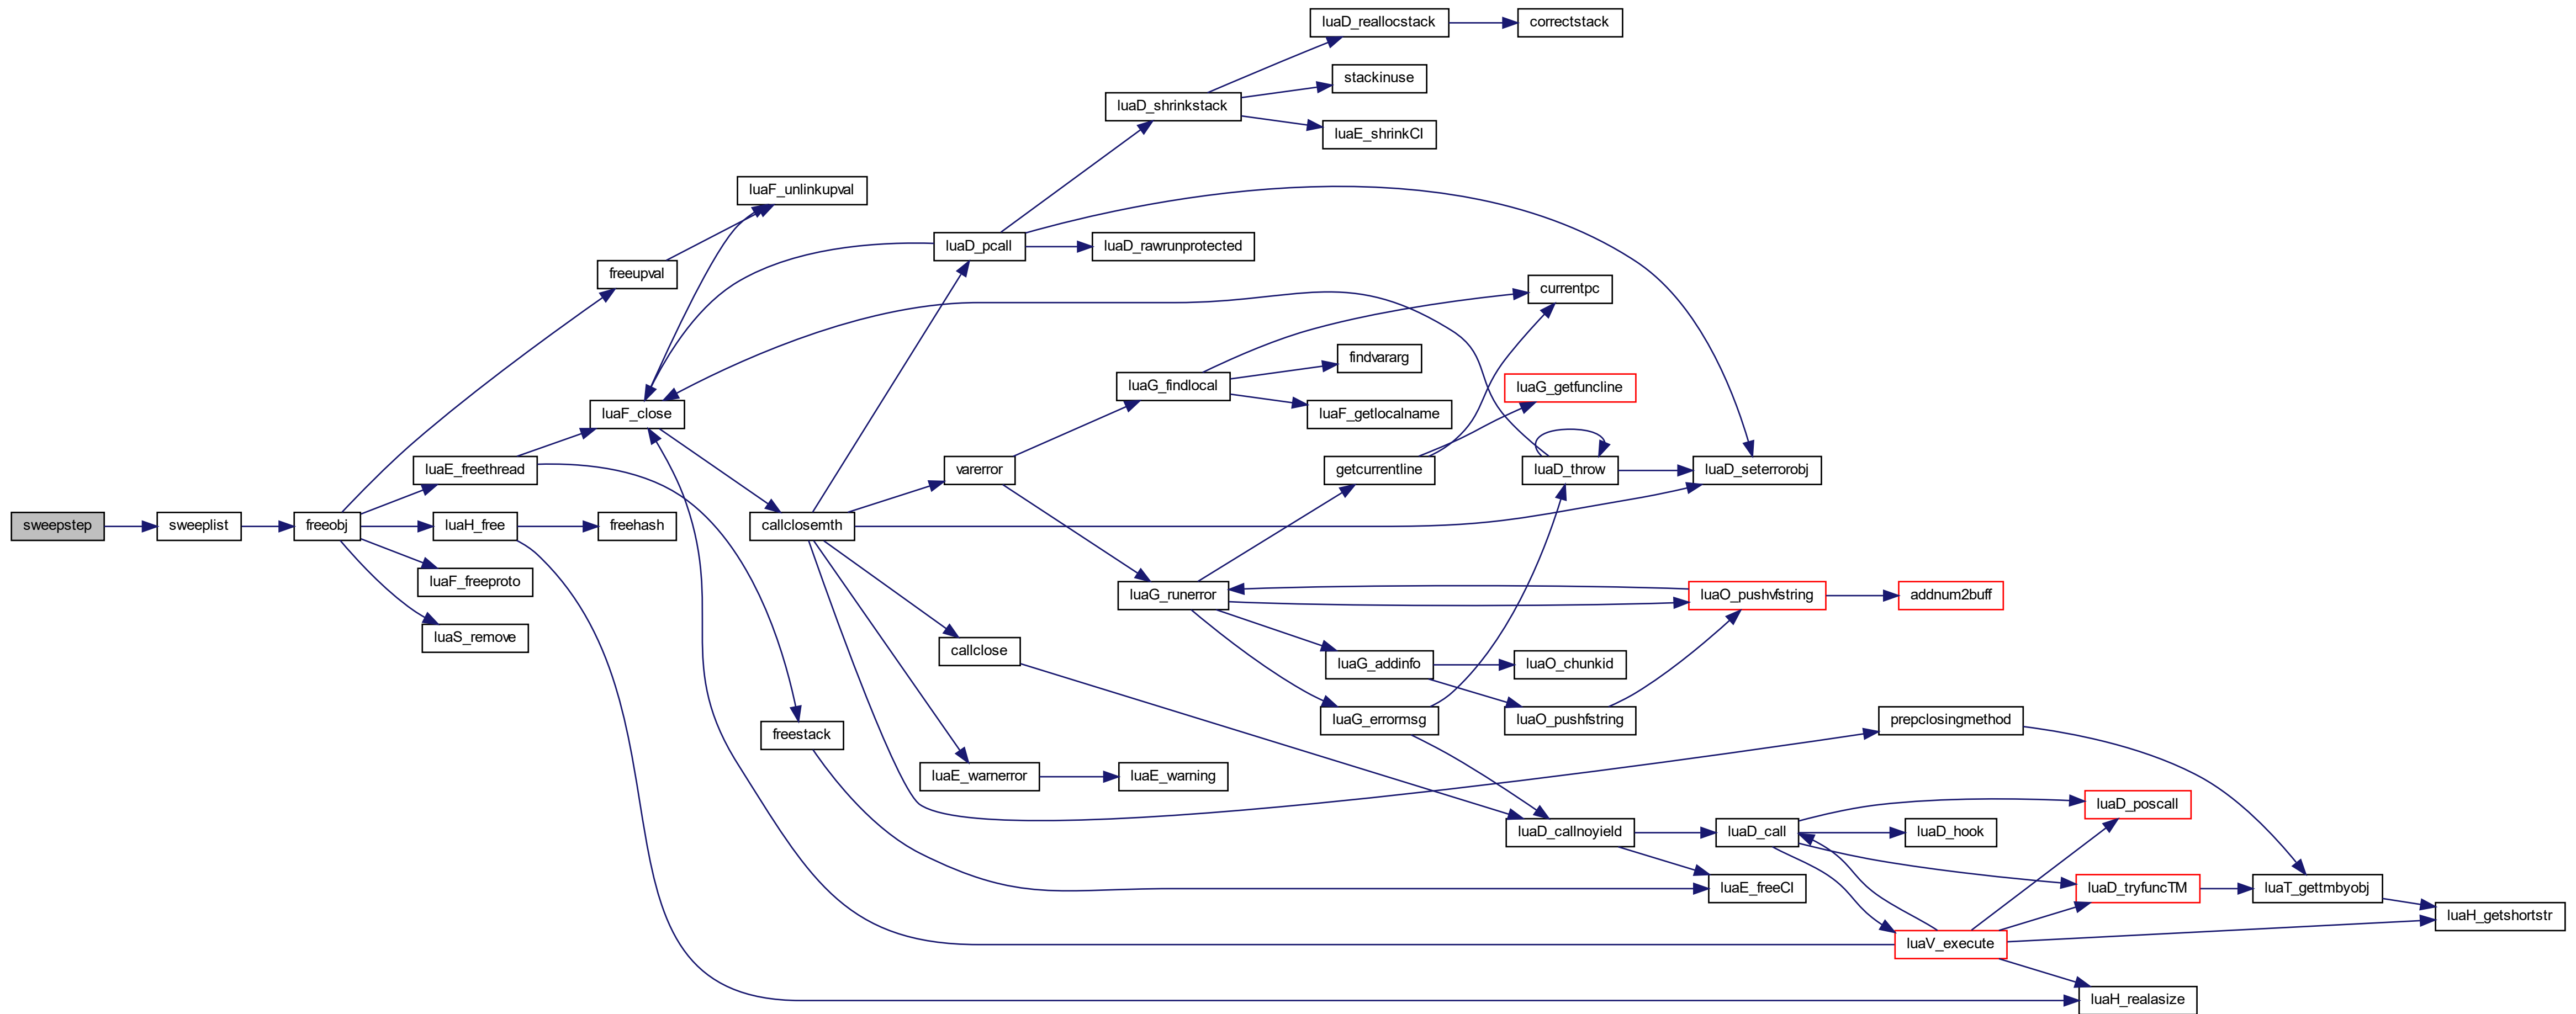 luaD_reallocstack
correctstack
stackinuse
luaD_shrinkstack
luaE_shrinkCI
luaF_unlinkupval
luaD_pcall
luaD_rawrunprotected
freeupval
currentpc
findvararg
luaG_findlocal
luaG_getfuncline
luaF_close
luaF_getlocalname
luaE_freethread
varerror
getcurrentline
luaD_throw
luaD_seterrorobj
sweepstep
sweeplist
freeobj
luaH_free
freehash
callclosemth
luaF_freeproto
luaG_runerror
luaO_pushvfstring
addnum2buff
luaS_remove
callclose
luaG_addinfo
luaO_chunkid
luaG_errormsg
luaO_pushfstring
prepclosingmethod
freestack
luaE_warnerror
luaE_warning
luaD_poscall
luaD_callnoyield
luaD_call
luaD_hook
luaE_freeCI
luaD_tryfuncTM
luaT_gettmbyobj
luaH_getshortstr
luaV_execute
luaH_realasize